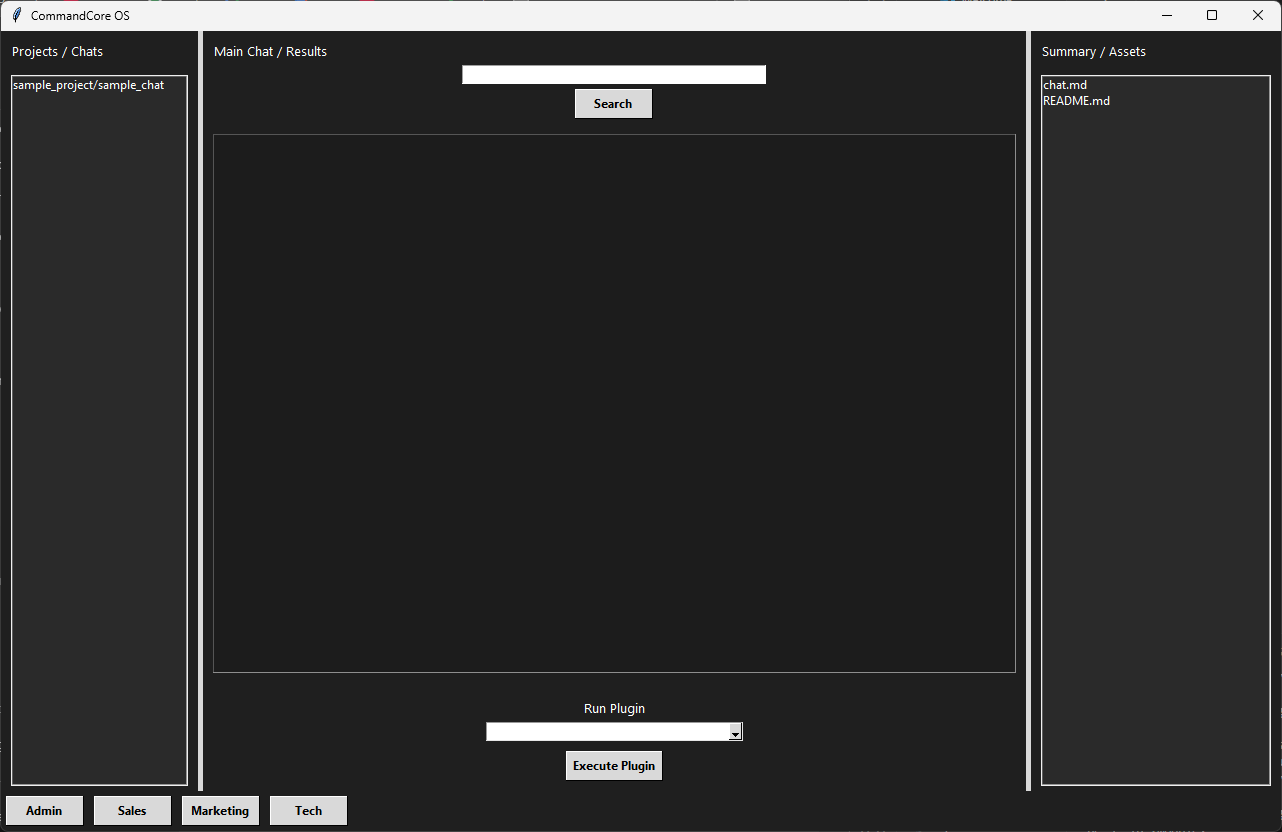 CommandCore OS
Projects / Chats
sample_project/sample_chat
Main Chat / Results
Search
Run Plugin
Execute Plugin
Summary / Assets
chat.md
README.md
Admin
Sales
Marketing
Tech